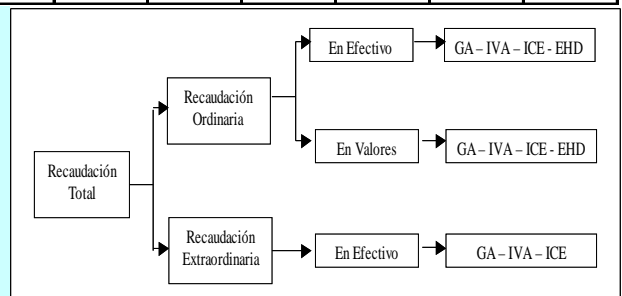 En Efectivo
GA – IVA – ICE - EHD
Recaudación
Ordinaria
En Valores
GA – IVA – ICE - EHD
Recaudación
Total
Recaudación
Extraordinaria
En Efectivo
GA – IVA – ICE